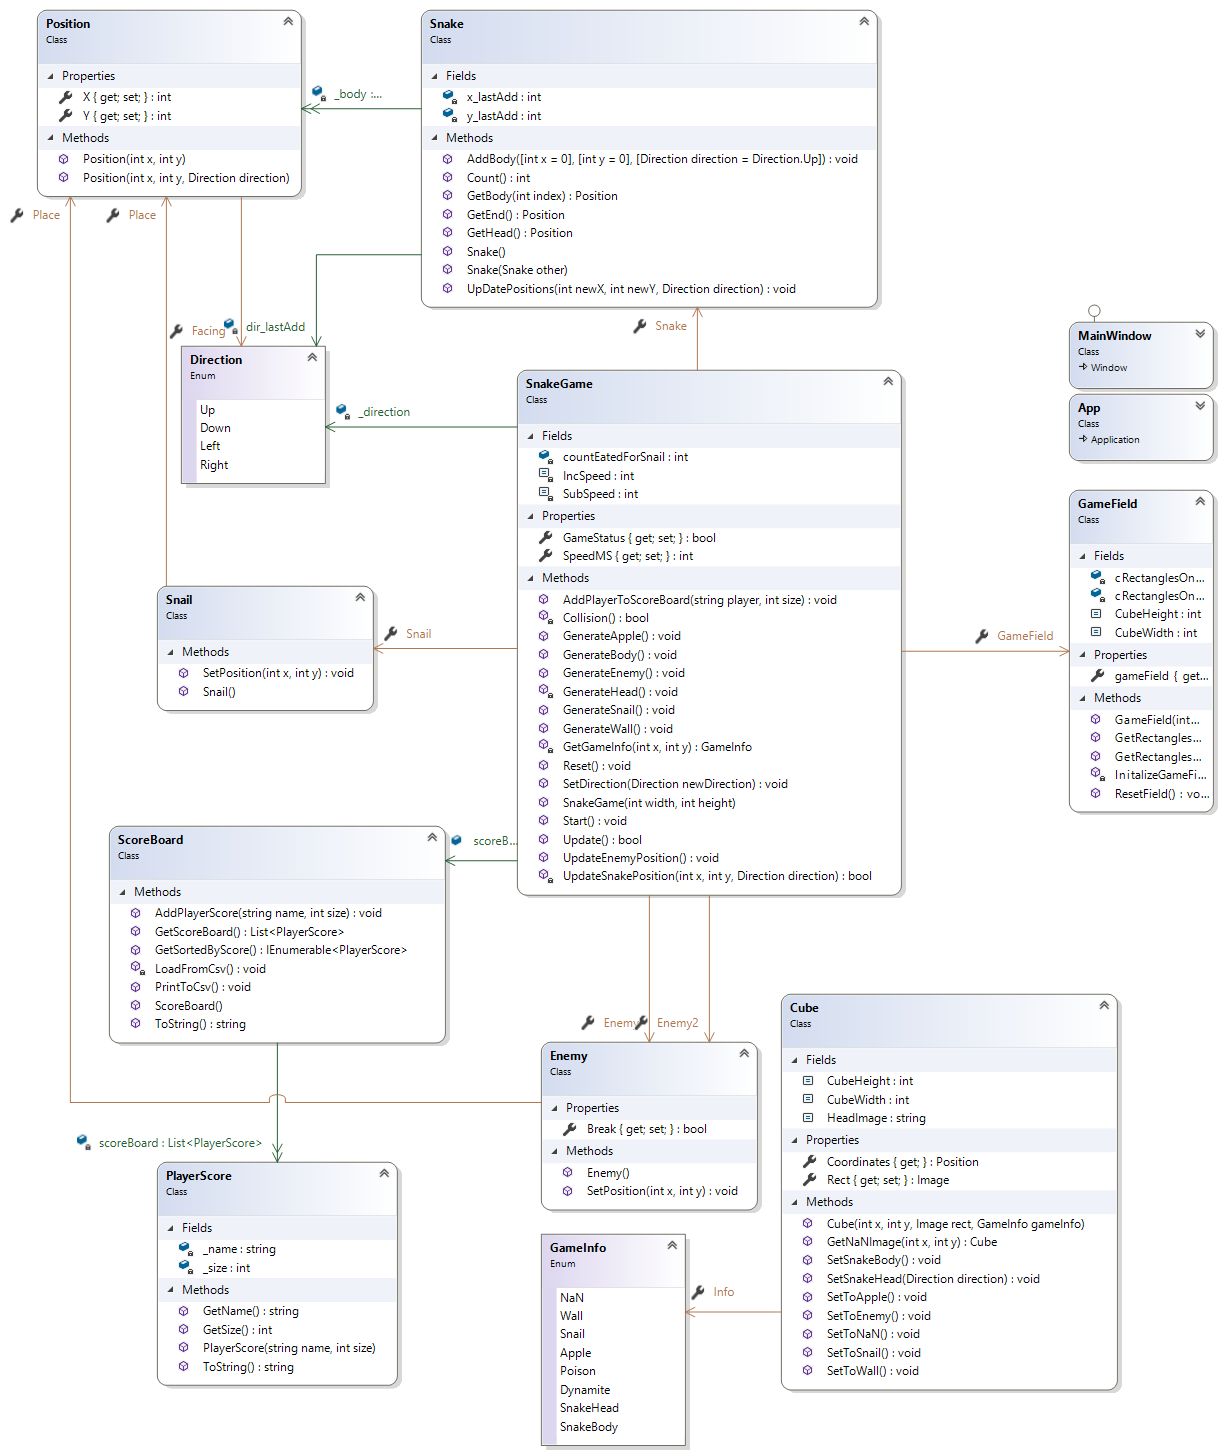 Position
Class
Properties
X { get; set; } : int
Y { get; set; } : int
Methods
Position(int x, int y)
Position(int x, int y, Direction direction)
_body :...
Snake
Class
Fields
x_lastAdd : int
y_lastAdd : int
Methods
AddBody([int x = 0], [int y = 0], [Direction direction = Direction.Up]) : void
Count() : int
GetBody(int index) : Position
GetEnd() : Position
GetHead() : Position
Snake()
Snake(Snake other)
UpDatePositions(int newX, int newY, Direction direction) : void
Place
Place
Facing
dir_lastAdd
Snake
Direction
Enum
Up
Down
Left
Right
_direction
SnakeGame
Class
Fields
countEatedForSnail : int
IncSpeed : int
SubSpeed : int
Properties
GameStatus { get; set; } : bool
SpeedMS { get; set; } : int
Methods
AddPlayerToScoreBoard(string player, int size) : void
Collision() : bool
GenerateApple() : void
GenerateBody() : void
GenerateEnemy() : void
GenerateHead() : void
GenerateSnail() : void
GenerateWall() : void
GetGameInfo(int x, int y) : GameInfo
Reset() : void
SetDirection(Direction newDirection) : void
SnakeGame(int width, int height)
Start() : void
Update() : bool
UpdateEnemyPosition() : void
UpdateSnakePosition(int x, int y, Direction direction) : bool
MainWindow
Class
Window
App
Class
Application
GameField
GameField
Class
Fields
cRectanglesOn...
cRectanglesOn...
CubeHeight : int
CubeWidth : int
Properties
gameField { get...
Methods
GameField(int...
GetRectangles...
GetRectangles...
InitalizeGameFi...
ResetField() : vo...
Snail
Class
Methods
SetPosition(int x, int y) : void
Snail()
Snail
ScoreBoard
Class
Methods
AddPlayerScore(string name, int size) : void
GetScoreBoard() : List<PlayerScore>
GetSortedByScore() : IEnumerable<PlayerScore>
LoadFromCsv() : void
PrintToCsv() : void
ScoreBoard()
ToString() : string
scoreB...
Enemy
Enemy2
Enemy
Class
Properties
Break { get; set; } : bool
Methods
Enemy()
SetPosition(int x, int y) : void
Cube
Class
Fields
CubeHeight : int
CubeWidth : int
HeadImage : string
Properties
Coordinates { get; } : Position
Rect { get; set; } : Image
Methods
Cube(int x, int y, Image rect, GameInfo gameInfo)
GetNaNImage(int x, int y) : Cube
SetSnakeBody() : void
SetSnakeHead(Direction direction) : void
SetToApple() : void
SetToEnemy() : void
SetToNaN() : void
SetToSnail() : void
SetToWall() : void
scoreBoard : List<PlayerScore>
PlayerScore
Class
Fields
_name : string
_size : int
Methods
GetName() : string
GetSize() : int
PlayerScore(string name, int size)
ToString() : string
GameInfo
Enum
NaN
Wall
Snail
Apple
Poison
Dynamite
SnakeHead
SnakeBody
Info